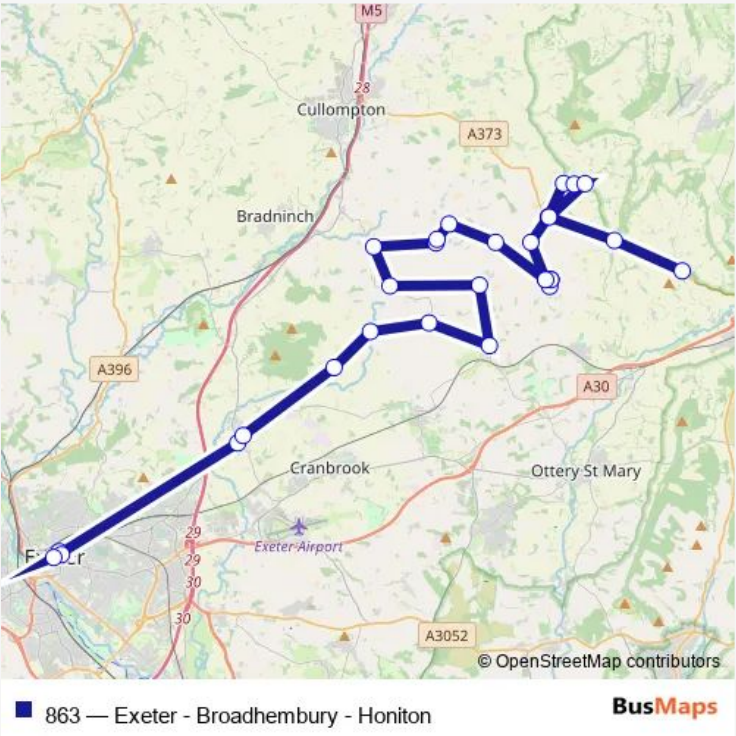 M5
28
Cullompton
A373
Bradninch
A396
A30
Cranbrook
Ottery St Mary
29
Exeter Airport
29
30
30
A3052
© OpenStreetMap contributors
863 — Exeter - Broadhembury - Honiton
BusMaps